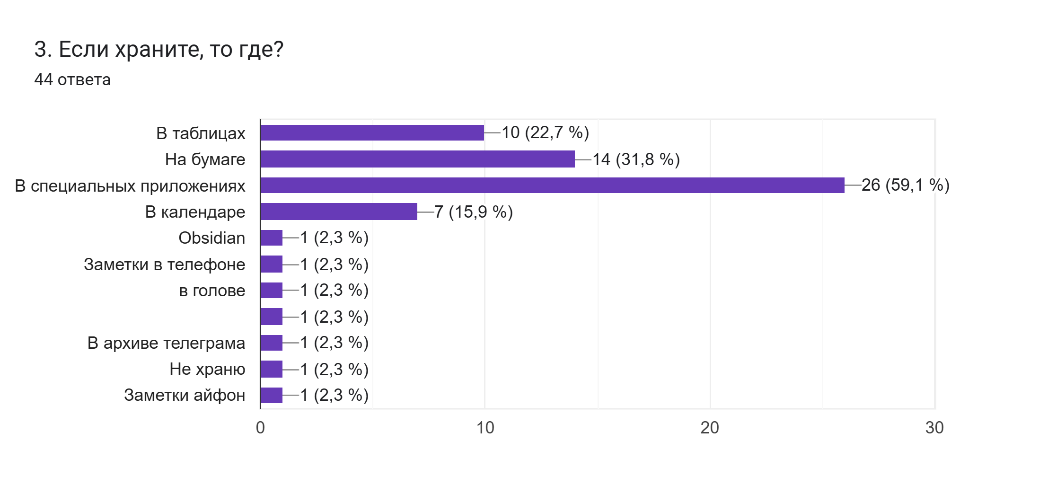 3. Если храните, то где?
44 ответа
В таблицах 10 (22,7 %)
На бумаге 14 (31,8 %)
В специальных приложениях 26 (59,1 %)
В календаре 7 (15,9 %)
Obsidian 1 (2,3 %)
Заметки в телефоне 1 (2,3 %)
в голове 1 (2,3 %)
1 (2,3 %)
В архиве телеграма 1 (2,3 %)
Не храню 1 (2,3 %)
Заметки айфон 1 (2,3 %)
0 10 20 30